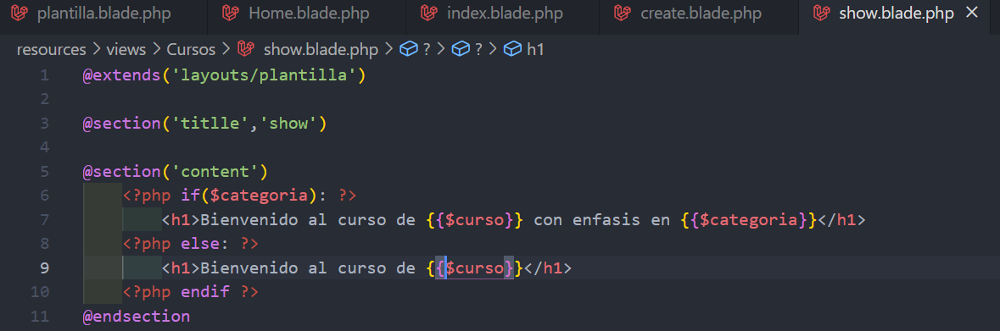 plantilla.blade.php Home.blade.php index.blade.php create.blade.php show.blade.php ×
resources > views > Cursos > show.blade.php > ? > ? > h1
1 @extends('layouts/plantilla')
2
3 @section('titlle','show')
4
5 @section('content')
6 <?php if($categoria): ?>
7 <h1>Bienvenido al curso de {{$curso}} con enfasis en {{$categoria}}</h1>
8 <?php else: ?>
9 <h1>Bienvenido al curso de {{$curso}}</h1>
10 <?php endif ?>
11 @endsection